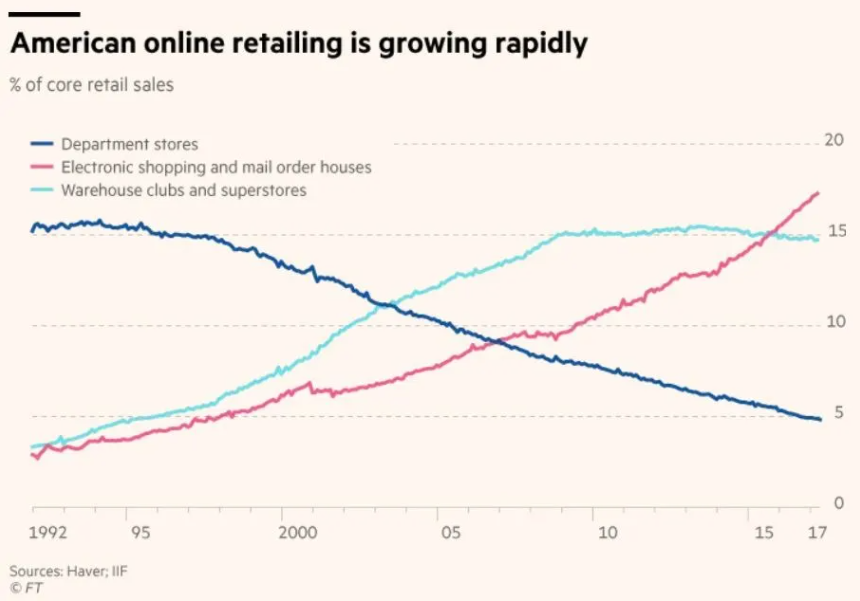 American online retailing is growing rapidly
% of core retail sales
Department stores
Electronic shopping and mail order houses
Warehouse clubs and superstores
20
15
10
5
0
1992 95 2000 05 10 15 17
Sources: Haver; IIF
© FT